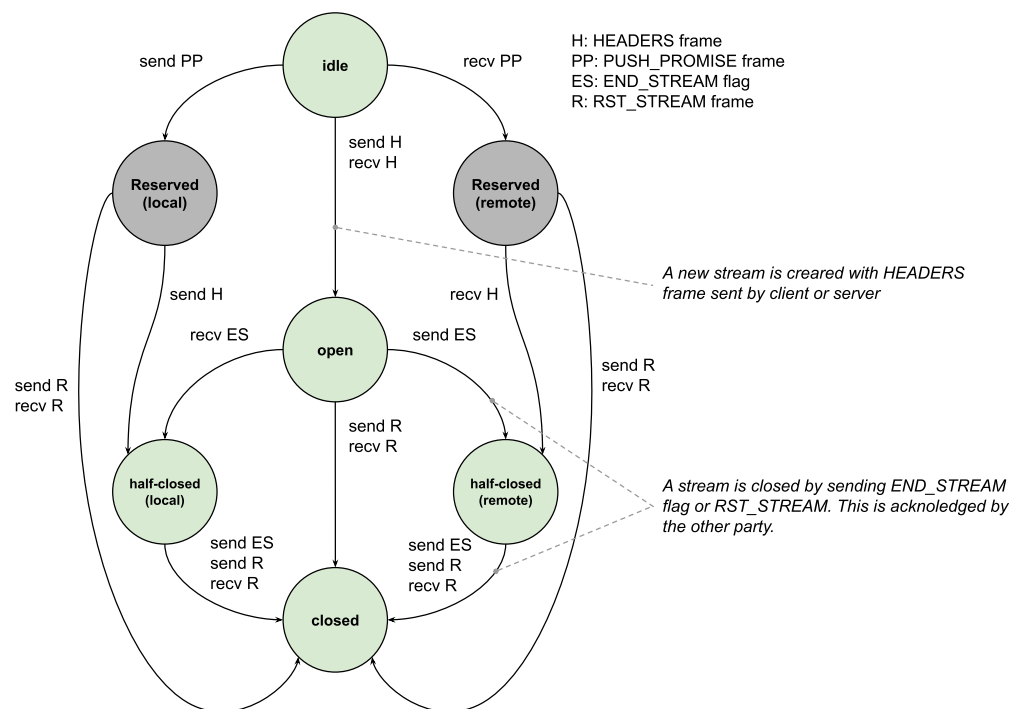 H: HEADERS frame
PP: PUSH_PROMISE frame
ES: END_STREAM flag
R: RST_STREAM frame
send PP
idle
recv PP
send H
recv H
Reserved
(local)
Reserved
(remote)
A new stream is creared with HEADERS
frame sent by client or server
send H
recv H
recv ES
open
send ES
send R
recv R
send R
recv R
send R
recv R
half-closed
(local)
half-closed
(remote)
A stream is closed by sending END_STREAM
flag or RST_STREAM. This is acknoledged by
the other party.
send ES
send R
recv R
send ES
send R
recv R
closed